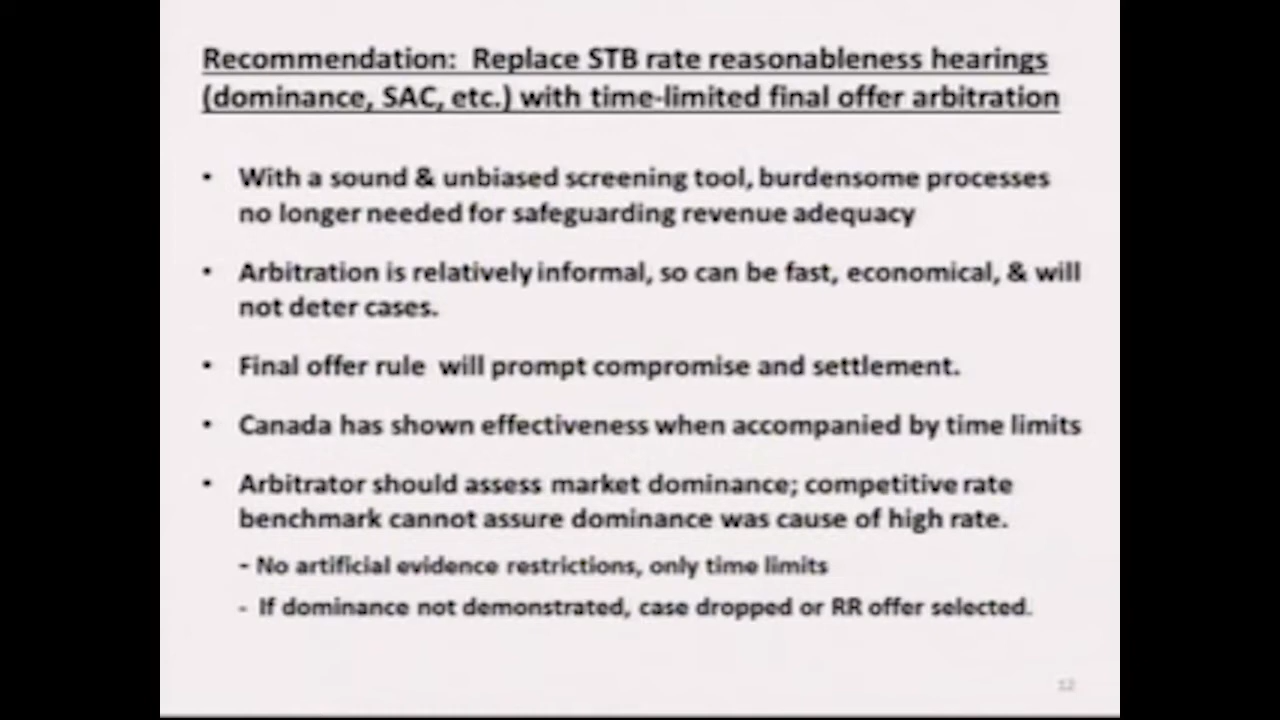 Recommendation: Replace STB rate reasonableness hearings
(dominance, SAC, etc.) with time-limited final offer arbitration
• With a sound & unbiased screening tool, burdensome processes
no longer needed for safeguarding revenue adequacy
• Arbitration is relatively informal, so can be fast, economical, & will
not deter cases.
• Final offer rule will prompt compromise and settlement.
• Canada has shown effectiveness when accompanied by time limits
• Arbitrator should assess market dominance; competitive rate
benchmark cannot assure dominance was cause of high rate.
- No artificial evidence restrictions, only time limits
- If dominance not demonstrated, case dropped or RR offer selected.
12